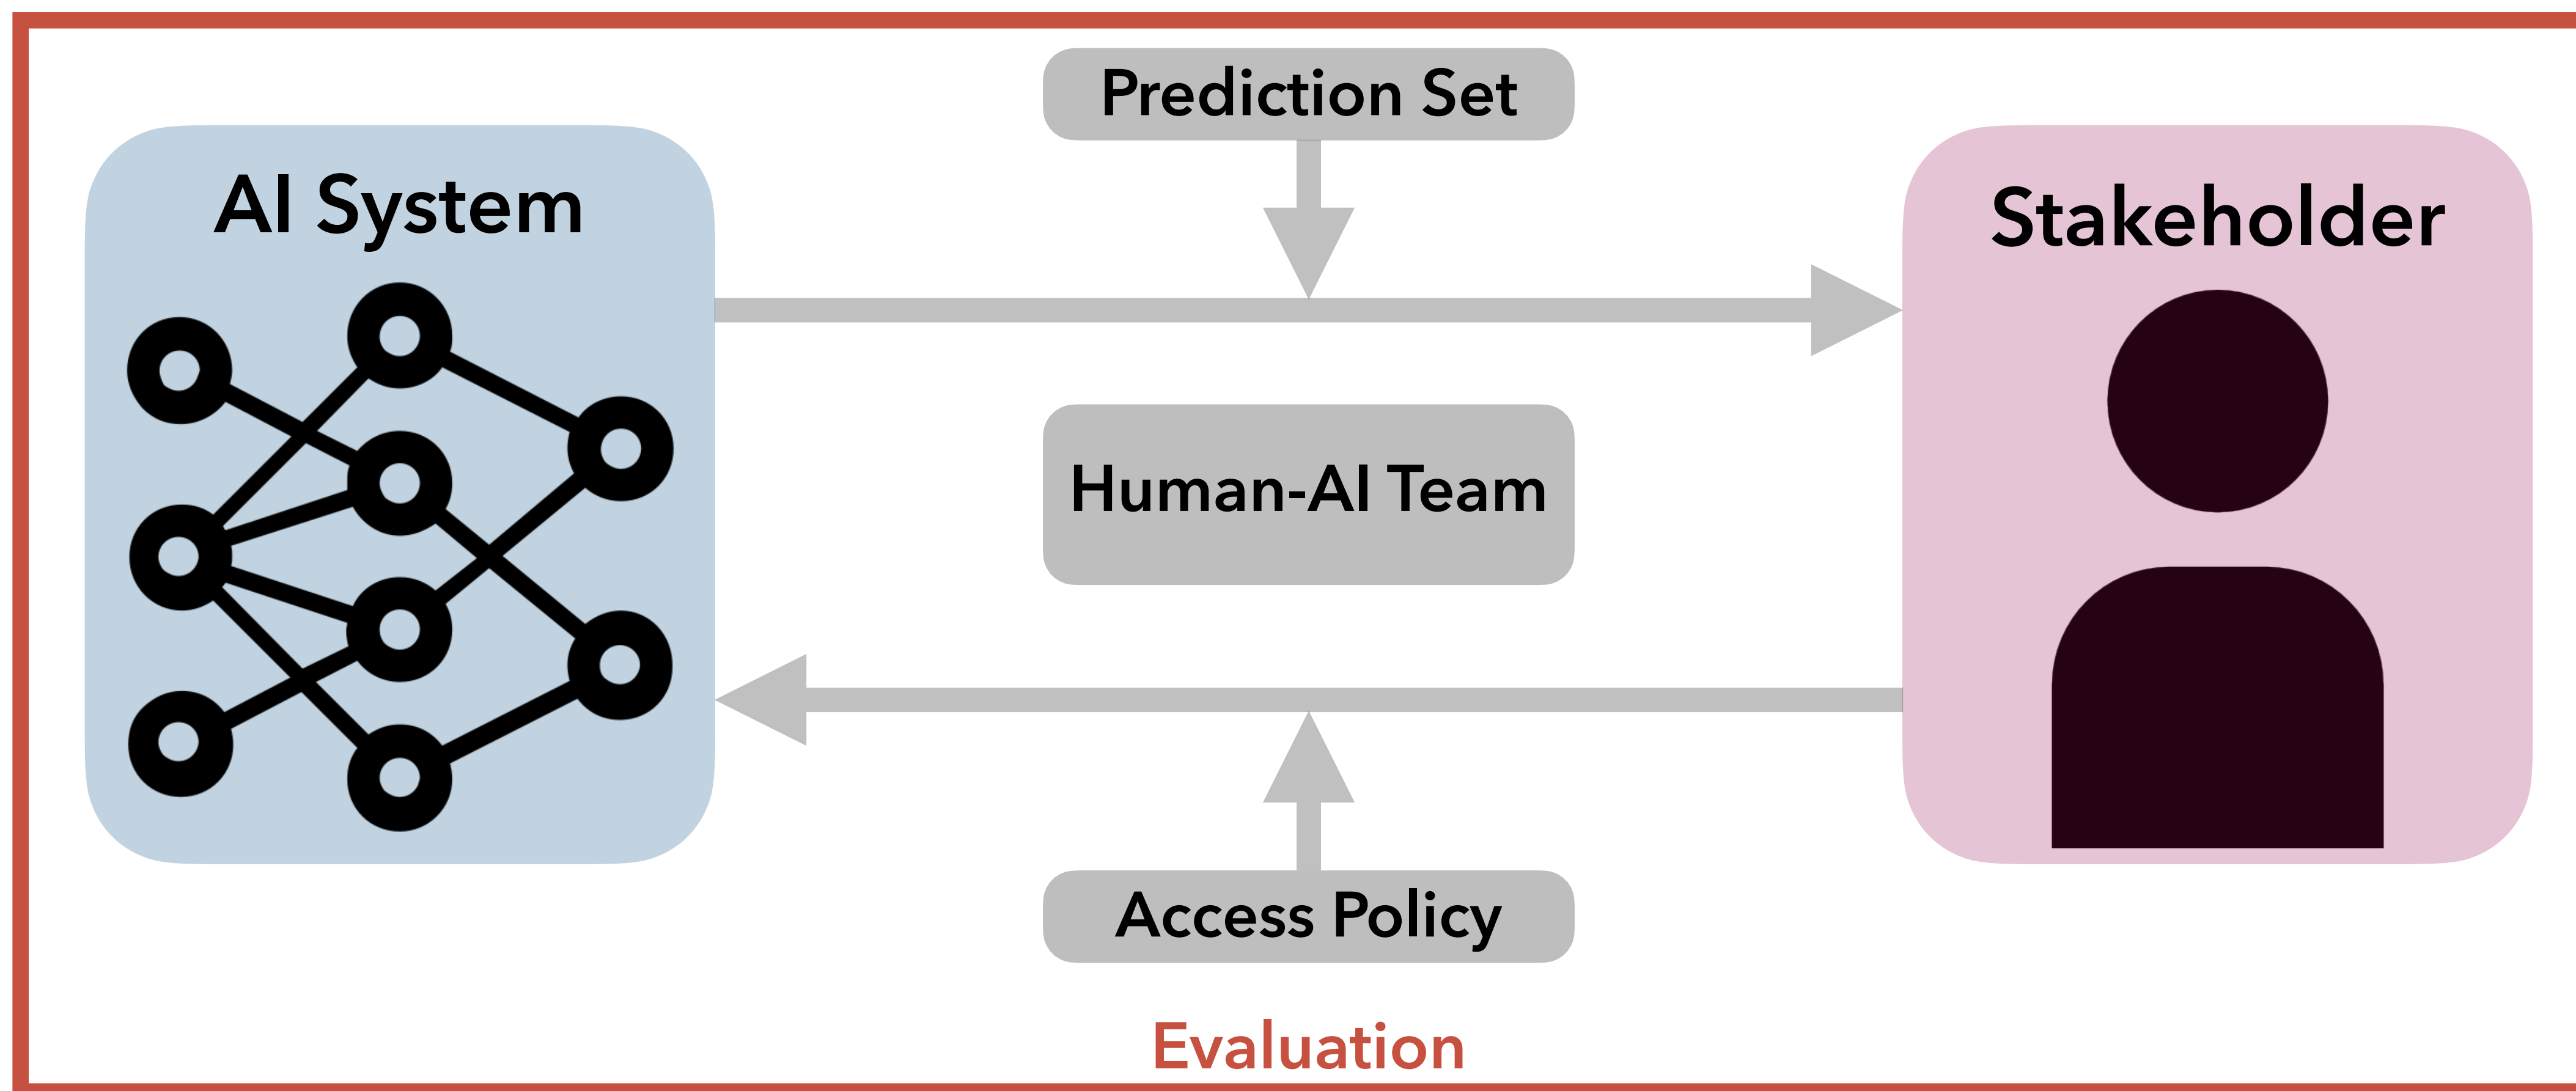 Prediction Set
AI System
Stakeholder
Human-AI Team
Access Policy
Evaluation